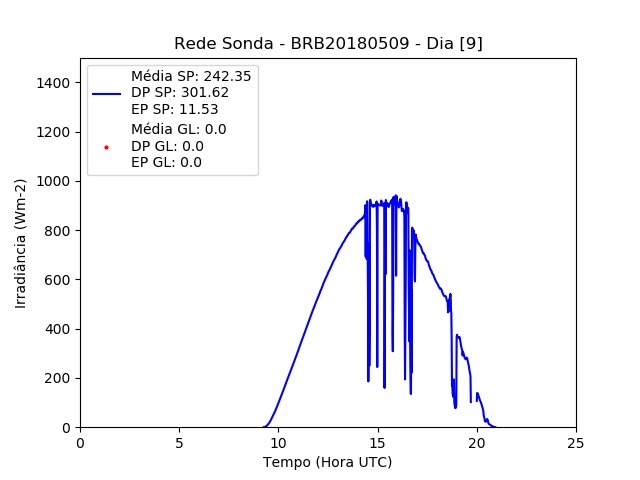 Rede Sonda - BRB20180509 - Dia [9]
Média SP: 242.35
DP SP: 301.62
EP SP: 11.53
Média GL: 0.0
DP GL: 0.0
EP GL: 0.0
Irradiância (Wm-2)
1400
1200
1000
800
600
400
200
0
0 5 10 15 20 25
Tempo (Hora UTC)